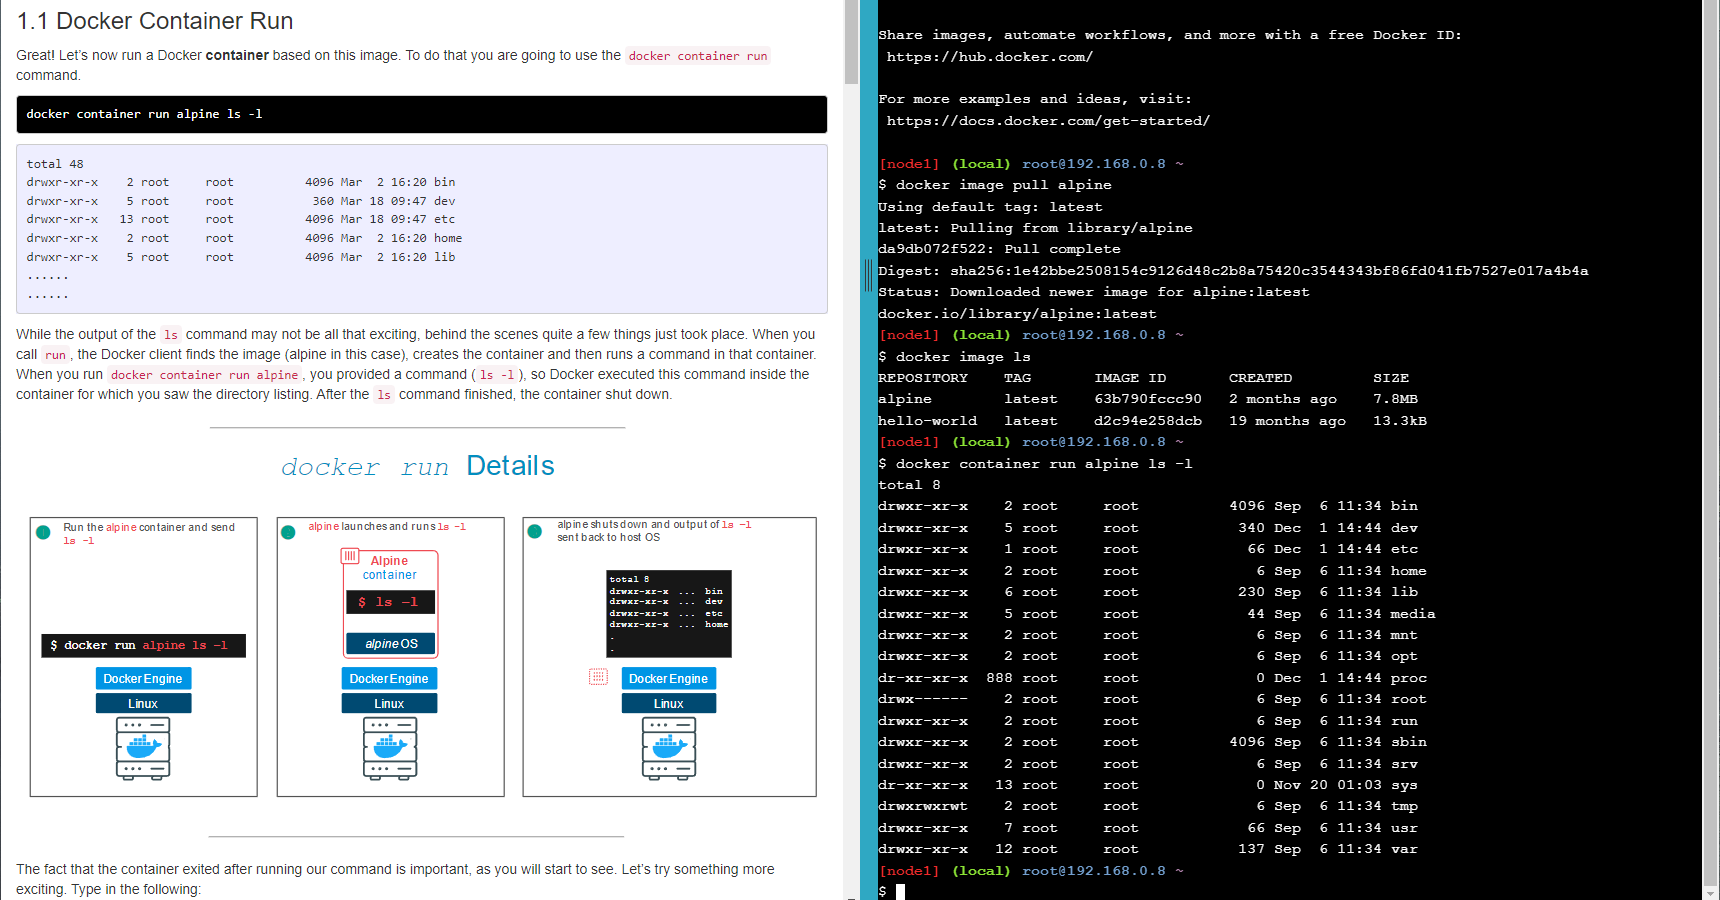 1.1 Docker Container Run
Great! Let's now run a Docker container based on this image. To do that you are going to use the docker container run
command.
docker container run alpine ls -l
total 48
drwxr-xr-x    2 root     root          4096 Mar  2 16:20 bin
drwxr-xr-x    5 root     root           360 Mar 18 09:47 dev
drwxr-xr-x   13 root     root          4096 Mar 18 09:47 etc
drwxr-xr-x    2 root     root          4096 Mar  2 16:20 home
drwxr-xr-x    5 root     root          4096 Mar  2 16:20 lib
......
......
While the output of the ls command may not be all that exciting, behind the scenes quite a few things just took place. When you
call run, the Docker client finds the image (alpine in this case), creates the container and then runs a command in that container.
When you run docker container run alpine, you provided a command (ls -l), so Docker executed this command inside the
container for which you saw the directory listing. After the ls command finished, the container shut down.
docker run Details
Run the alpine container and send
ls -l
$ docker run alpine ls -l
Docker Engine
Linux
alpine launches and runs ls -l
Alpine
container
$ ls -l
alpine OS
Docker Engine
Linux
alpine shuts down and output of ls -l
sent back to host OS
total 8
drwxr-xr-x ... bin
drwxr-xr-x ... dev
drwxr-xr-x ... etc
drwxr-xr-x ... home
.
.
Docker Engine
Linux
The fact that the container exited after running our command is important, as you will start to see. Let's try something more
exciting. Type in the following:
Share images, automate workflows, and more with a free Docker ID:
https://hub.docker.com/
For more examples and ideas, visit:
https://docs.docker.com/get-started/
[node1] (local) root@192.168.0.8 ~
$ docker image pull alpine
Using default tag: latest
latest: Pulling from library/alpine
da9db072f522: Pull complete
Digest: sha256:1e42bbe2508154c9126d48c2b8a75420c3544343bf86fd041fb7527e017a4b4a
Status: Downloaded newer image for alpine:latest
docker.io/library/alpine:latest
[node1] (local) root@192.168.0.8 ~
$ docker image ls
REPOSITORY    TAG       IMAGE ID       CREATED         SIZE
alpine        latest    63b790fccc90   2 months ago    7.8MB
hello-world   latest    d2c94e258dcb   19 months ago   13.3kB
[node1] (local) root@192.168.0.8 ~
$ docker container run alpine ls -l
total 8
drwxr-xr-x    2 root     root          4096 Sep  6 11:34 bin
drwxr-xr-x    5 root     root           340 Dec  1 14:44 dev
drwxr-xr-x    1 root     root            66 Dec  1 14:44 etc
drwxr-xr-x    2 root     root             6 Sep  6 11:34 home
drwxr-xr-x    6 root     root           230 Sep  6 11:34 lib
drwxr-xr-x    5 root     root            44 Sep  6 11:34 media
drwxr-xr-x    2 root     root             6 Sep  6 11:34 mnt
drwxr-xr-x    2 root     root             6 Sep  6 11:34 opt
dr-xr-xr-x  888 root     root             0 Dec  1 14:44 proc
drwx------    2 root     root             6 Sep  6 11:34 root
drwxr-xr-x    2 root     root             6 Sep  6 11:34 run
drwxr-xr-x    2 root     root          4096 Sep  6 11:34 sbin
drwxr-xr-x    2 root     root             6 Sep  6 11:34 srv
dr-xr-xr-x   13 root     root             0 Nov 20 01:03 sys
drwxrwxrwt    2 root     root             6 Sep  6 11:34 tmp
drwxr-xr-x    7 root     root            66 Sep  6 11:34 usr
drwxr-xr-x   12 root     root           137 Sep  6 11:34 var
[node1] (local) root@192.168.0.8 ~
$